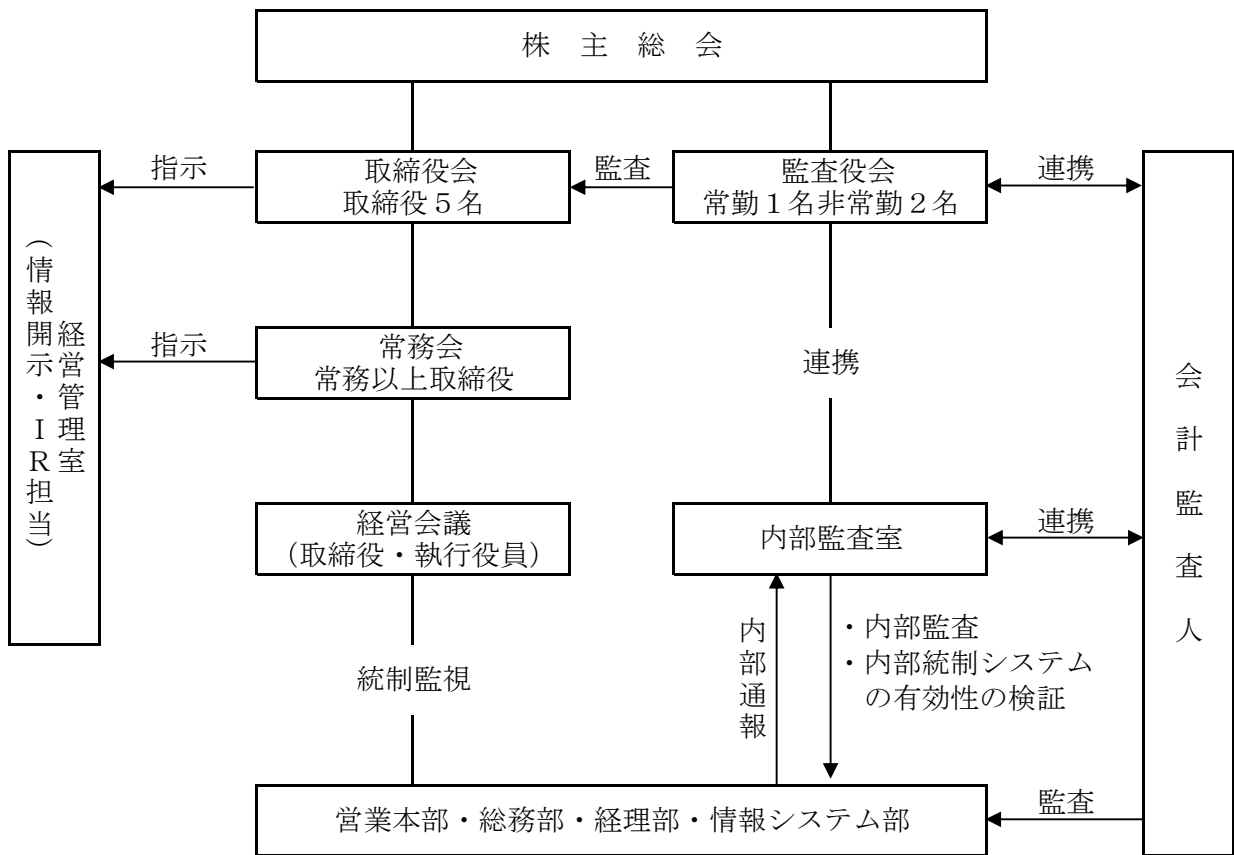 株主総会
指示
取締役会
取締役５名
監査
監査役会
常勤１名非常勤２名
連携
経営管理室
（情報開示・ＩＲ担当）
指示
常務会
常務以上取締役
連携
会計監査人
経営会議
（取締役・執行役員）
内部監査室
連携
統制監視
内部通報
・内部監査
・内部統制システム
の有効性の検証
営業本部・総務部・経理部・情報システム部
監査